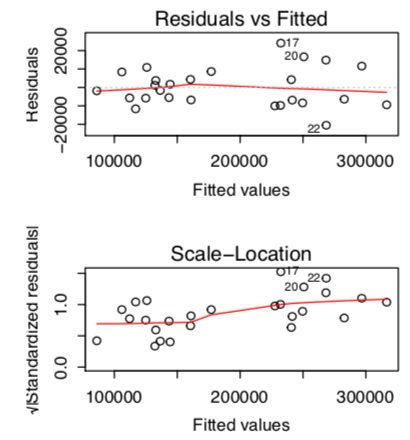 Residuals vs Fitted
Residuals
20000
−20000
17
20
22
100000 200000 300000
Fitted values
Scale−Location
√|Standardized residuals|
1.0
0.0
17
22
20
100000 200000 300000
Fitted values